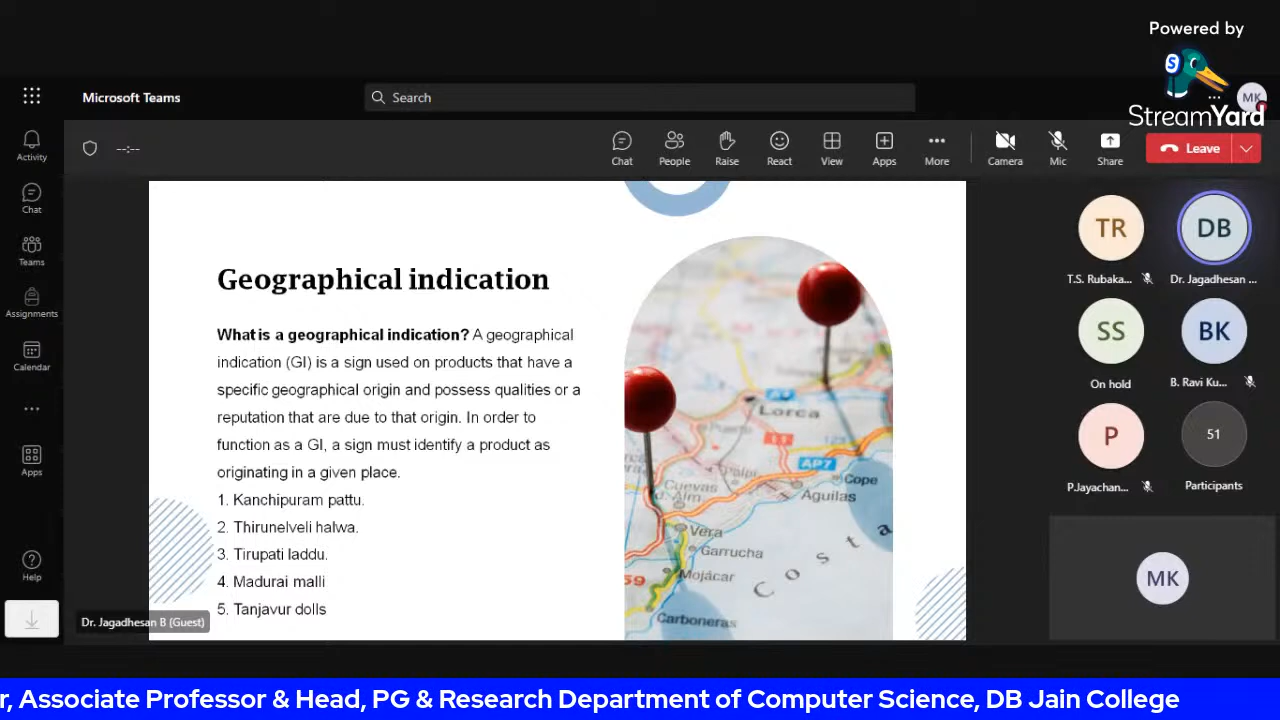 Powered by
StreamYard
Microsoft Teams
Search
MK
--:--
Chat
People
Raise
React
View
Apps
More
Camera
Mic
Share
Leave
Activity
Chat
Teams
Assignments
Calendar
Apps
Help
Geographical indication
What is a geographical indication? A geographical
indication (GI) is a sign used on products that have a
specific geographical origin and possess qualities or a
reputation that are due to that origin. In order to
function as a GI, a sign must identify a product as
originating in a given place.
1. Kanchipuram pattu.
2. Thirunelveli halwa.
3. Tirupati laddu.
4. Madurai malli
5. Tanjavur dolls
Lorca
AP7
Cope
Cuevas
Aguilas
Vera
Garrucha
Mojácar
Carboneras
Costa
TR
T.S. Rubaka...
DB
Dr. Jagadhesan ...
SS
On hold
BK
B. Ravi Ku...
P
P.Jayachan...
51
Participants
MK
Dr. Jagadhesan B (Guest)
r, Associate Professor & Head, PG & Research Department of Computer Science, DB Jain College